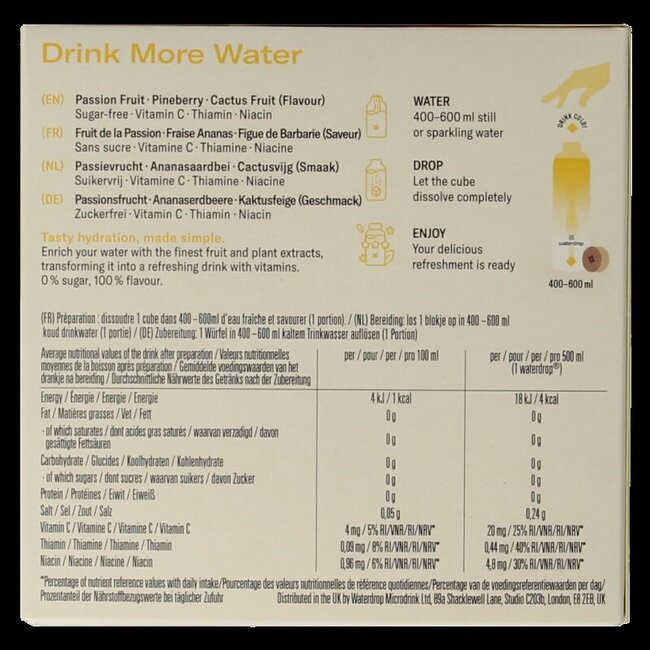 Drink More Water
(EN) Passion Fruit · Pineberry · Cactus Fruit (Flavour)
Sugar-free · Vitamin C · Thiamin · Niacin
(FR) Fruit de la Passion · Fraise Ananas · Figue de Barbarie (Saveur)
Sans sucre · Vitamine C · Thiamine · Niacine
(NL) Passievrucht · Ananasaardbei · Cactusvijg (Smaak)
Suikervrij · Vitamine C · Thiamine · Niacine
(DE) Passionsfrucht · Ananaserdbeere · Kaktusfeige (Geschmack)
Zuckerfrei · Vitamin C · Thiamin · Niacin
Tasty hydration, made simple.
Enrich your water with the finest fruit and plant extracts,
transforming it into a refreshing drink with vitamins.
0 % sugar, 100 % flavour.
WATER
400–600 ml still
or sparkling water
DROP
Let the cube
dissolve completely
ENJOY
Your delicious
refreshment is ready
DRINK COLD!
waterdrop
400–600 ml
(FR) Préparation : dissoudre 1 cube dans 400–600ml d'eau fraîche et savourer (1 portion). / (NL) Bereiding: los 1 blokje op in 400 – 600 ml
koud drinkwater (1 portie) / (DE) Zubereitung: 1 Würfel in 400 – 600 ml kaltem Trinkwasser auflösen (1 Portion)
Average nutritional values of the drink after preparation / Valeurs nutritionnelles
moyennes de la boisson après préparation / Gemiddelde voedingswaarden van het
drankje na bereiding / Durchschnittliche Nährwerte des Getränks nach der Zubereitung
per / pour / per / pro 100 ml
per / pour / per / pro 500 ml
(1 waterdrop®)
Energy / Énergie / Energie / Energie 4 kJ / 1 kcal 18 kJ / 4 kcal
Fat / Matières grasses / Vet / Fett 0 g 0 g
- of which saturates / dont acides gras saturés / waarvan verzadigd / davon
gesättigte Fettsäuren 0 g 0 g
Carbohydrate / Glucides / Koolhydraten / Kohlenhydrate 0 g 0 g
- of which sugars / dont sucres / waarvan suikers / davon Zucker 0 g 0 g
Protein / Protéines / Eiwit / Eiweiß 0 g 0 g
Salt / Sel / Zout / Salz 0,05 g 0,24 g
Vitamin C / Vitamine C / Vitamine C / Vitamin C 4 mg / 5% RI/VNR/RI/NRV* 20 mg / 25% RI/VNR/RI/NRV*
Thiamin / Thiamine / Thiamine / Thiamin 0,09 mg / 8% RI/VNR/RI/NRV* 0,44 mg / 40% RI/VNR/RI/NRV*
Niacin / Niacine / Niacine / Niacin 0,96 mg / 6% RI/VNR/RI/NRV* 4,8 mg / 30% RI/VNR/RI/NRV*
*Percentage of nutrient reference values with daily intake/Pourcentage des valeurs nutritionnelles de référence quotidiennes/Percentage van de voedingsreferentiewaarden per dag/
Prozentanteil der Nährstoffbezugswerte bei täglicher Zufuhr
Distributed in the UK by Waterdrop Microdrink Ltd, 89a Shacklewell Lane, Studio C203b, London, E8 2EB, UK